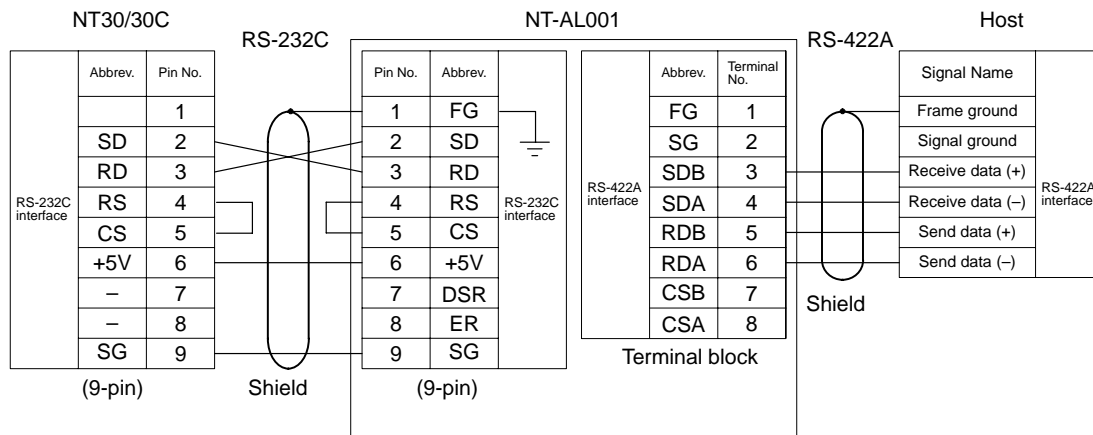 NT30/30C NT-AL001 Host
RS-232C RS-422A
Abbrev. Pin No. Pin No. Abbrev. Abbrev. Terminal No. Signal Name
1 1 FG FG 1 Frame ground
SD 2 2 SD SG 2 Signal ground
RD 3 3 RD SDB 3 Receive data (+)
RS-232C interface RS 4 4 RS RS-232C interface RS-422A interface SDA 4 Receive data (–) RS-422A interface
CS 5 5 CS RDB 5 Send data (+)
+5V 6 6 +5V RDA 6 Send data (–)
– 7 7 DSR CSB 7
– 8 8 ER CSA 8
SG 9 9 SG
Shield
Terminal block
(9-pin) Shield (9-pin)